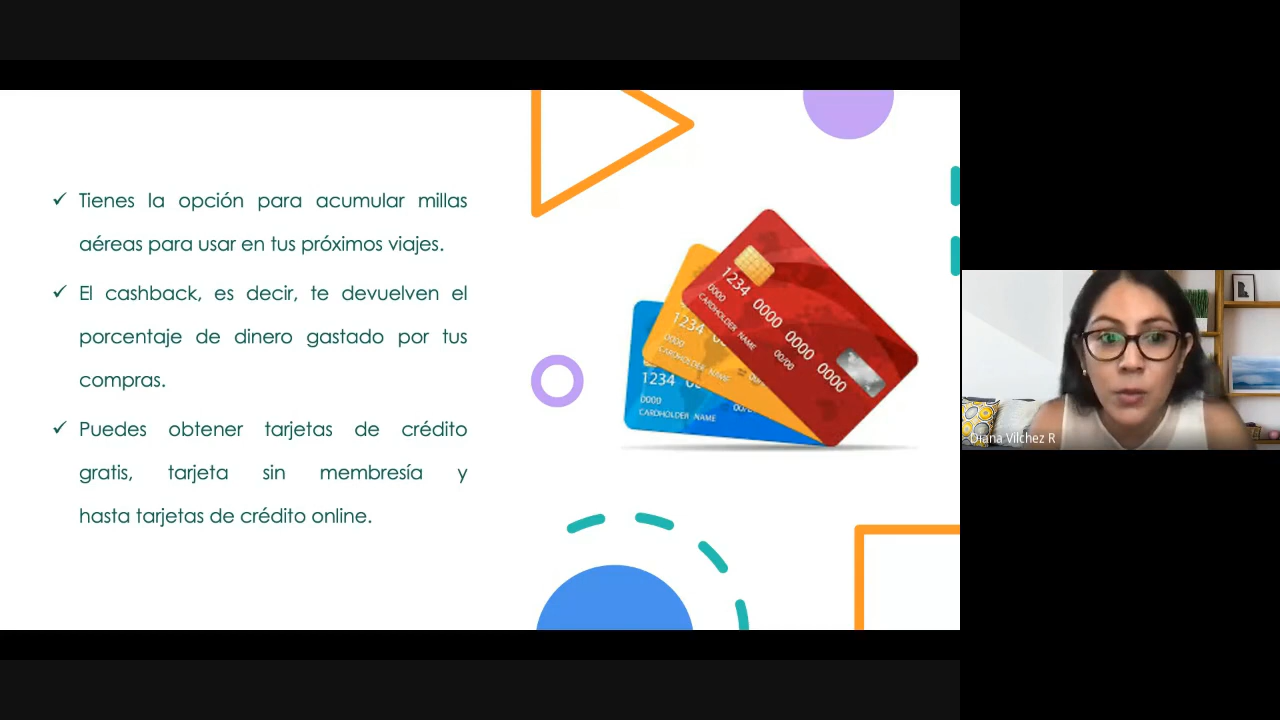 ✓ Tienes la opción para acumular millas
aéreas para usar en tus próximos viajes.
✓ El cashback, es decir, te devuelven el
porcentaje de dinero gastado por tus
compras.
✓ Puedes obtener tarjetas de crédito
gratis, tarjeta sin membresía y
hasta tarjetas de crédito online.
1234 0000 0000 0000
0000
00/00
CARDHOLDER NAME
1234
0000
CARDHOLDER NAME
1234
0000
CARDHOLDER NAME
Diana Vilchez R